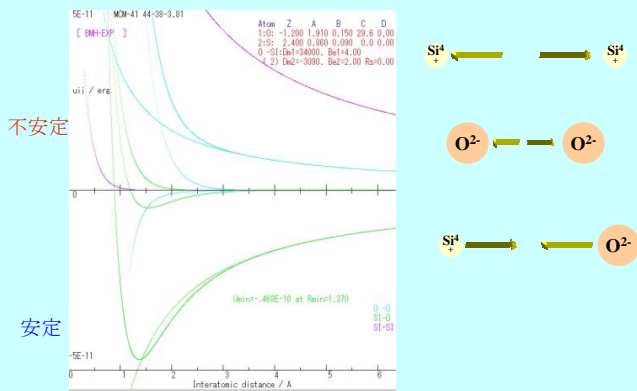 5E-11
MCM-41 44-38-3.81
[ BMH-EXP ]
Atom Z A B C D
1:O: -1.200 1.910 0.150 29.6 0.00
2:S: 2.400 0.860 0.090 0.0 0.00
O -SI:Dm1=34000. Be1=4.00
( 2) Dm2=-3090. Be2=2.00 Rs=0.00
uij / erg
不安定
0
安定
Umin=-.468E-10 at Rmin=1.370
O -O
SI-O
SI-SI
-5E-11
0 1 2 3 4 5 6
Interatomic distance / A
Si4+
Si4+
O2-
O2-
Si4+
O2-